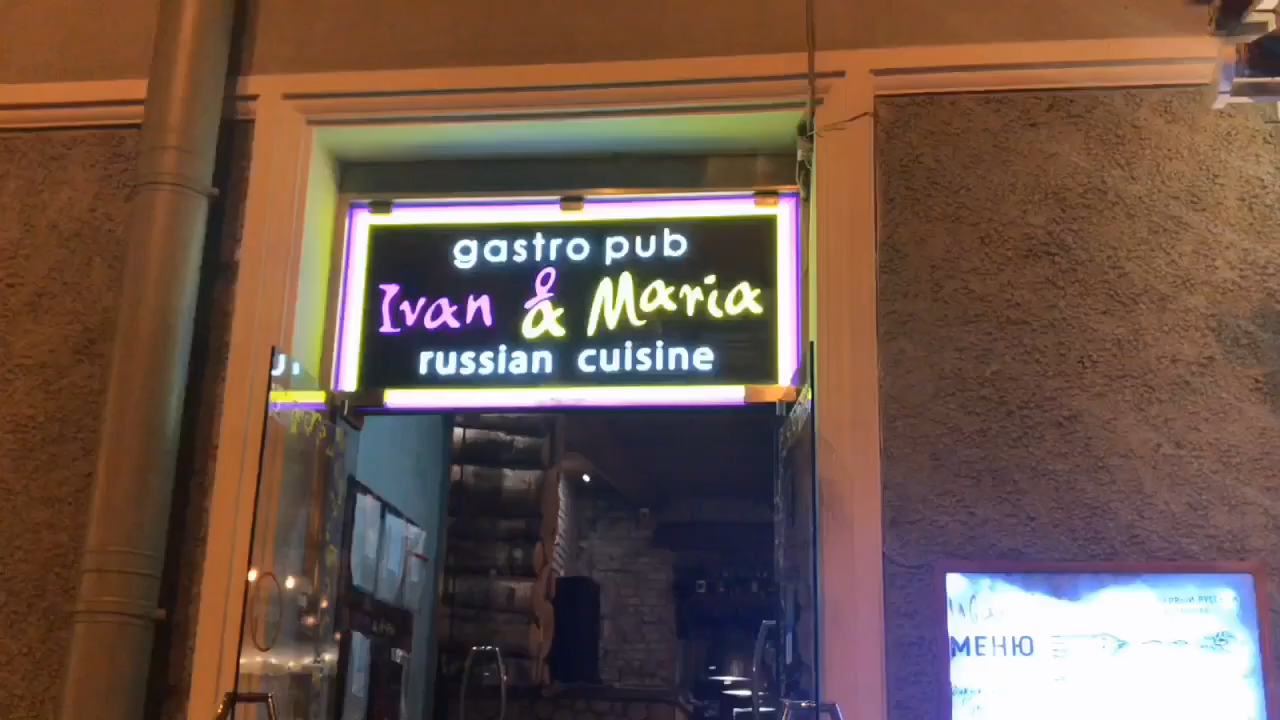 gastro pub
Ivan & Maria
russian cuisine
МЕНЮ